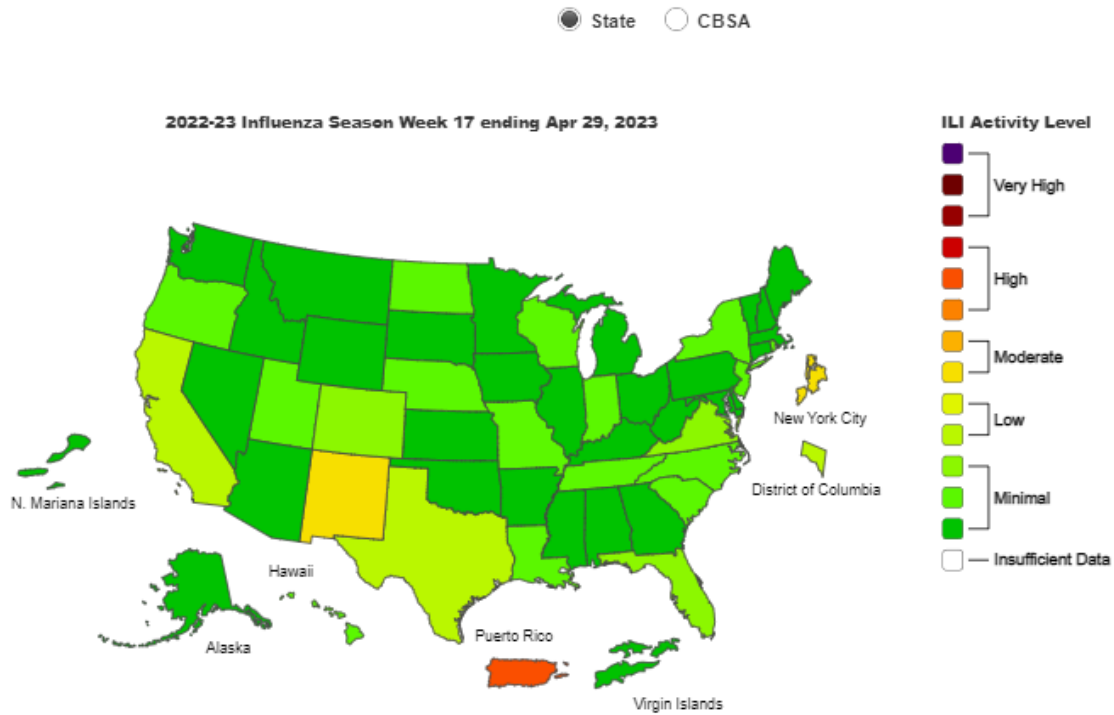 State CBSA
2022-23 Influenza Season Week 17 ending Apr 29, 2023
ILI Activity Level
Very High
High
Moderate
Low
Minimal
Insufficient Data
New York City
District of Columbia
N. Mariana Islands
Hawaii
Alaska
Puerto Rico
Virgin Islands